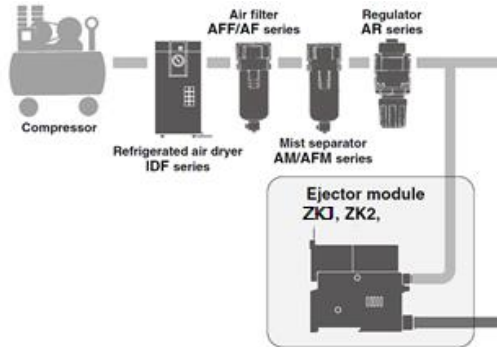 Air filter
AFF/AF series
Regulator
AR series
Compressor
Refrigerated air dryer
IDF series
Mist separator
AM/AFM series
Ejector module
ZKJ, ZK2,